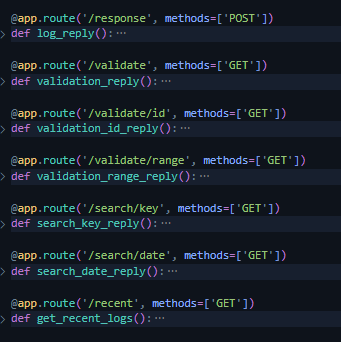 @app.route('/response', methods=['POST'])
def log_reply():···
@app.route('/validate', methods=['GET'])
def validation_reply():···
@app.route('/validate/id', methods=['GET'])
def validation_id_reply():···
@app.route('/validate/range', methods=['GET'])
def validation_range_reply():···
@app.route('/search/key', methods=['GET'])
def search_key_reply():···
@app.route('/search/date', methods=['GET'])
def search_date_reply():···
@app.route('/recent', methods=['GET'])
def get_recent_logs():···